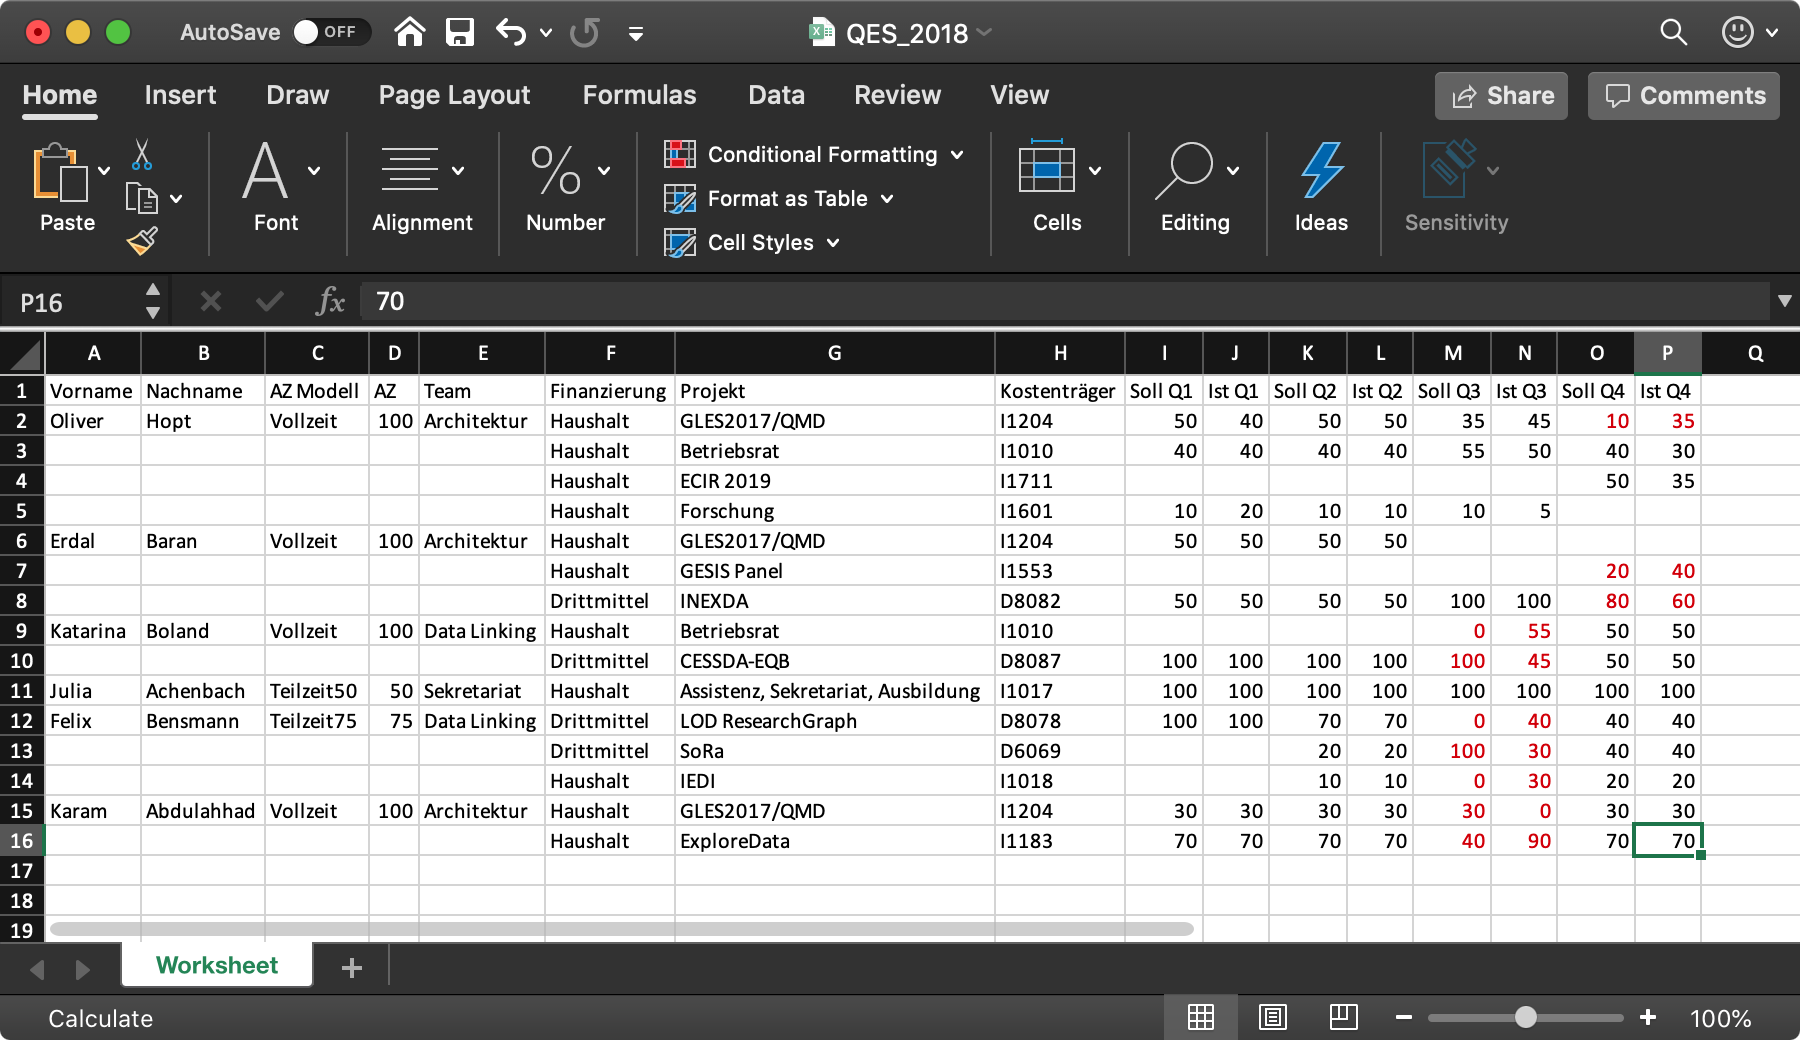 AutoSave OFF QES_2018
Home Insert Draw Page Layout Formulas Data Review View Share Comments
Paste Font Alignment Number Conditional Formatting Format as Table Cell Styles Cells Editing Ideas Sensitivity
P16 fx 70
A B C D E F G H I J K L M N O P Q
1 Vorname Nachname AZ Modell AZ Team Finanzierung Projekt Kostenträger Soll Q1 Ist Q1 Soll Q2 Ist Q2 Soll Q3 Ist Q3 Soll Q4 Ist Q4
2 Oliver Hopt Vollzeit 100 Architektur Haushalt GLES2017/QMD I1204 50 40 50 50 35 45 10 35
3 Haushalt Betriebsrat I1010 40 40 40 40 55 50 40 30
4 Haushalt ECIR 2019 I1711 50 35
5 Haushalt Forschung I1601 10 20 10 10 10 5
6 Erdal Baran Vollzeit 100 Architektur Haushalt GLES2017/QMD I1204 50 50 50 50
7 Haushalt GESIS Panel I1553 20 40
8 Drittmittel INEXDA D8082 50 50 50 50 100 100 80 60
9 Katarina Boland Vollzeit 100 Data Linking Haushalt Betriebsrat I1010 0 55 50 50
10 Drittmittel CESSDA-EQB D8087 100 100 100 100 100 45 50 50
11 Julia Achenbach Teilzeit50 50 Sekretariat Haushalt Assistenz, Sekretariat, Ausbildung I1017 100 100 100 100 100 100 100 100
12 Felix Bensmann Teilzeit75 75 Data Linking Drittmittel LOD ResearchGraph D8078 100 100 70 70 0 40 40 40
13 Drittmittel SoRa D6069 20 20 100 30 40 40
14 Haushalt IEDI I1018 10 10 0 30 20 20
15 Karam Abdulahhad Vollzeit 100 Architektur Haushalt GLES2017/QMD I1204 30 30 30 30 30 0 30 30
16 Haushalt ExploreData I1183 70 70 70 70 40 90 70 70
17
18
19
Worksheet +
Calculate 100%